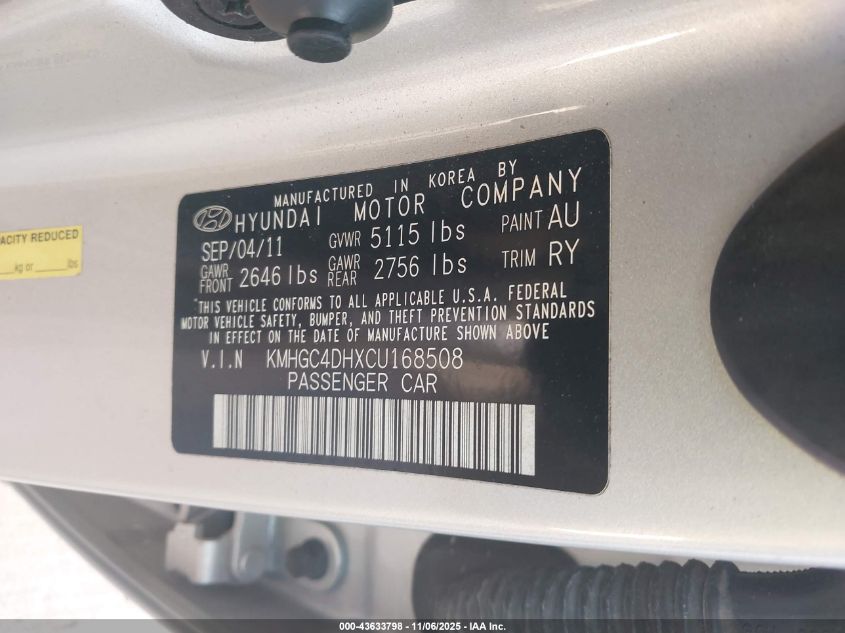 MANUFACTURED IN KOREA BY
HYUNDAI MOTOR COMPANY
SEP/04/11 GVWR 5115 lbs PAINT AU
GAWR FRONT 2646 lbs GAWR REAR 2756 lbs TRIM RY
THIS VEHICLE CONFORMS TO ALL APPLICABLE U.S.A. FEDERAL
MOTOR VEHICLE SAFETY, BUMPER, AND THEFT PREVENTION STANDARDS
IN EFFECT ON THE DATE OF MANUFACTURE SHOWN ABOVE
V.I.N KMHGC4DHXCU168508
PASSENGER CAR
ACITY REDUCED
kg or lbs
000-43633798 - 11/06/2025 - IAA Inc.